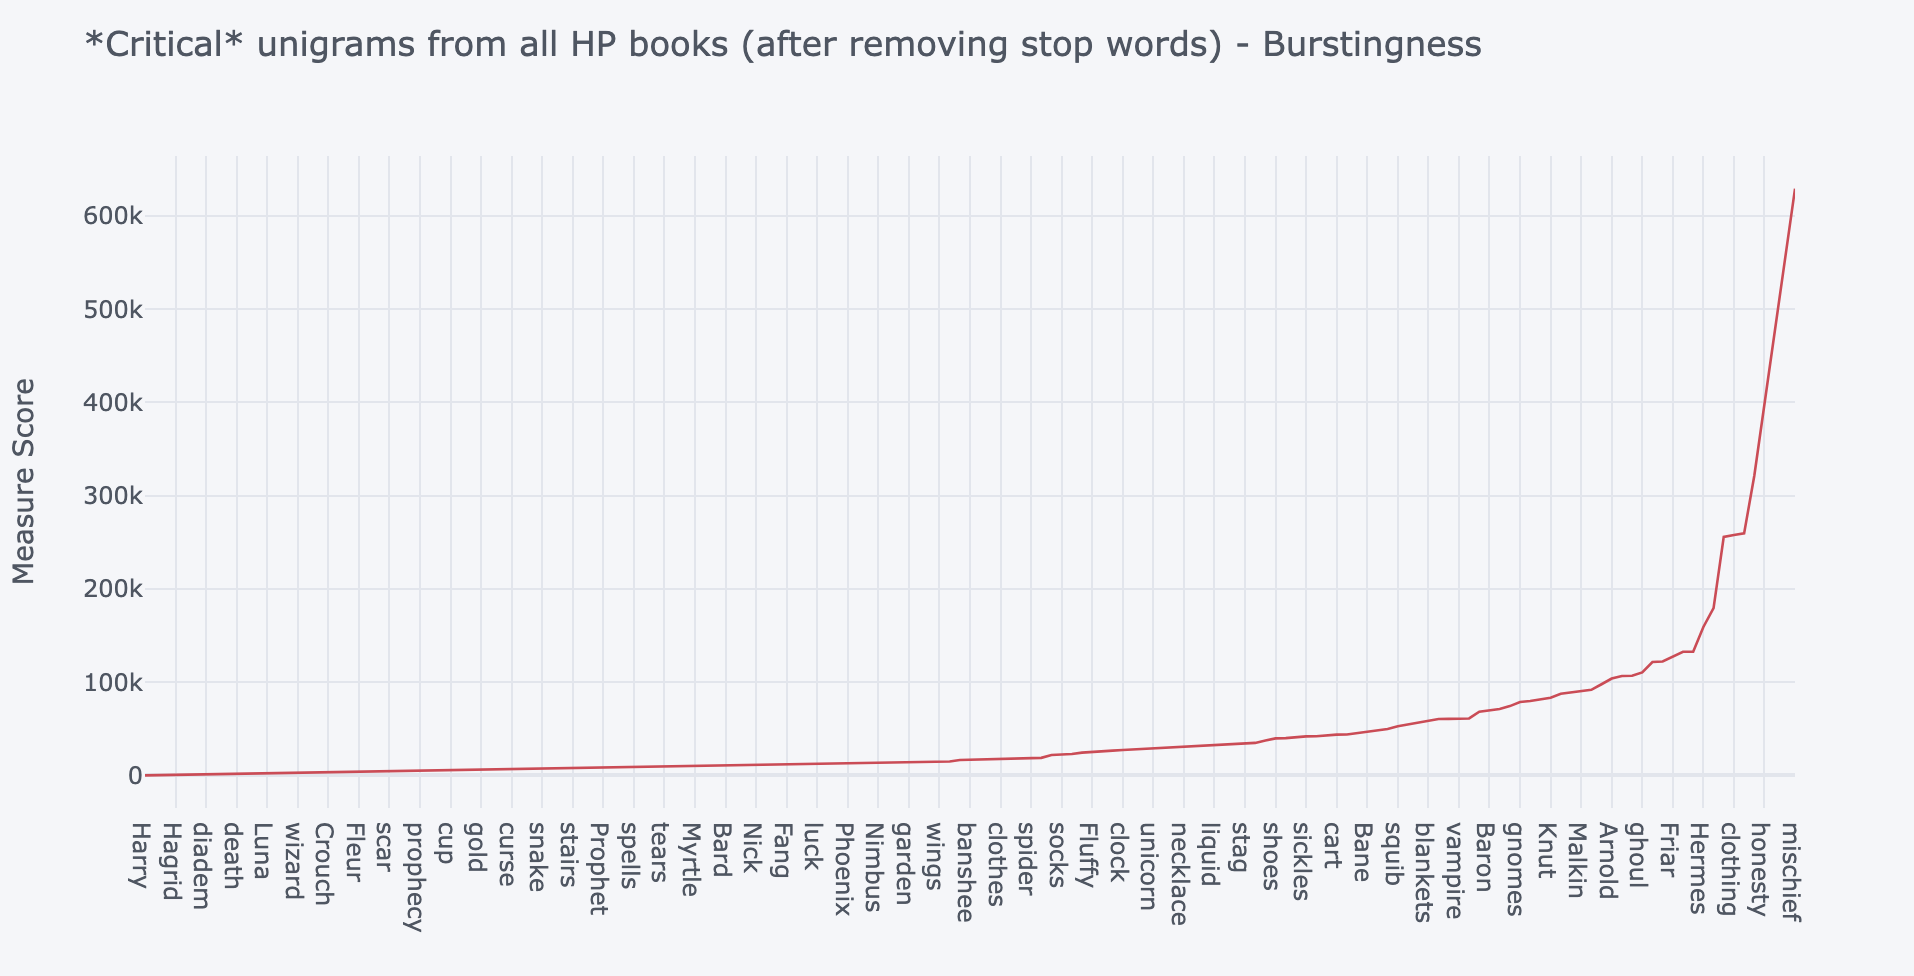 *Critical* unigrams from all HP books (after removing stop words) - Burstingness
Measure Score
600k
500k
400k
300k
200k
100k
0
Harry
Hagrid
diadem
death
Luna
wizard
Crouch
Fleur
scar
prophecy
cup
gold
curse
snake
stairs
Prophet
spells
tears
Myrtle
Bard
Nick
Fang
luck
Phoenix
Nimbus
garden
wings
banshee
clothes
spider
socks
Fluffy
clock
unicorn
necklace
liquid
stag
shoes
sickles
cart
Bane
squib
blankets
vampire
Baron
gnomes
Knut
Malkin
Arnold
ghoul
Friar
Hermes
clothing
honesty
mischief